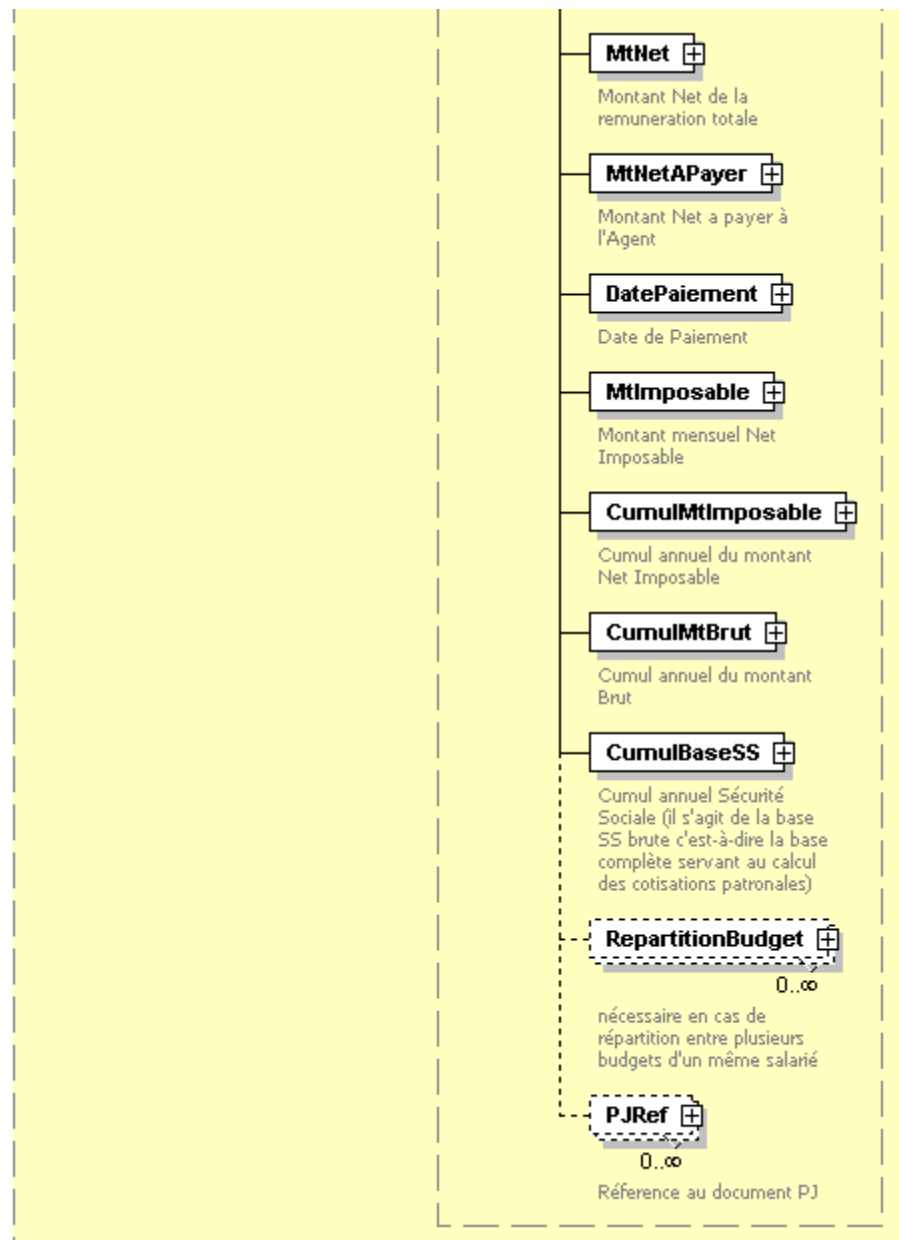 MtNet
Montant Net de la
remuneration totale
MtNetAPayer
Montant Net a payer à
l'Agent
DatePaiement
Date de Paiement
MtImposable
Montant mensuel Net
Imposable
CumulMtImposable
Cumul annuel du montant
Net Imposable
CumulMtBrut
Cumul annuel du montant
Brut
CumulBaseSS
Cumul annuel Sécurité
Sociale (il s'agit de la base
SS brute c'est-à-dire la base
complète servant au calcul
des cotisations patronales)
RepartitionBudget
0..∞
nécessaire en cas de
répartition entre plusieurs
budgets d'un même salarié
PJRef
0..∞
Réference au document PJ